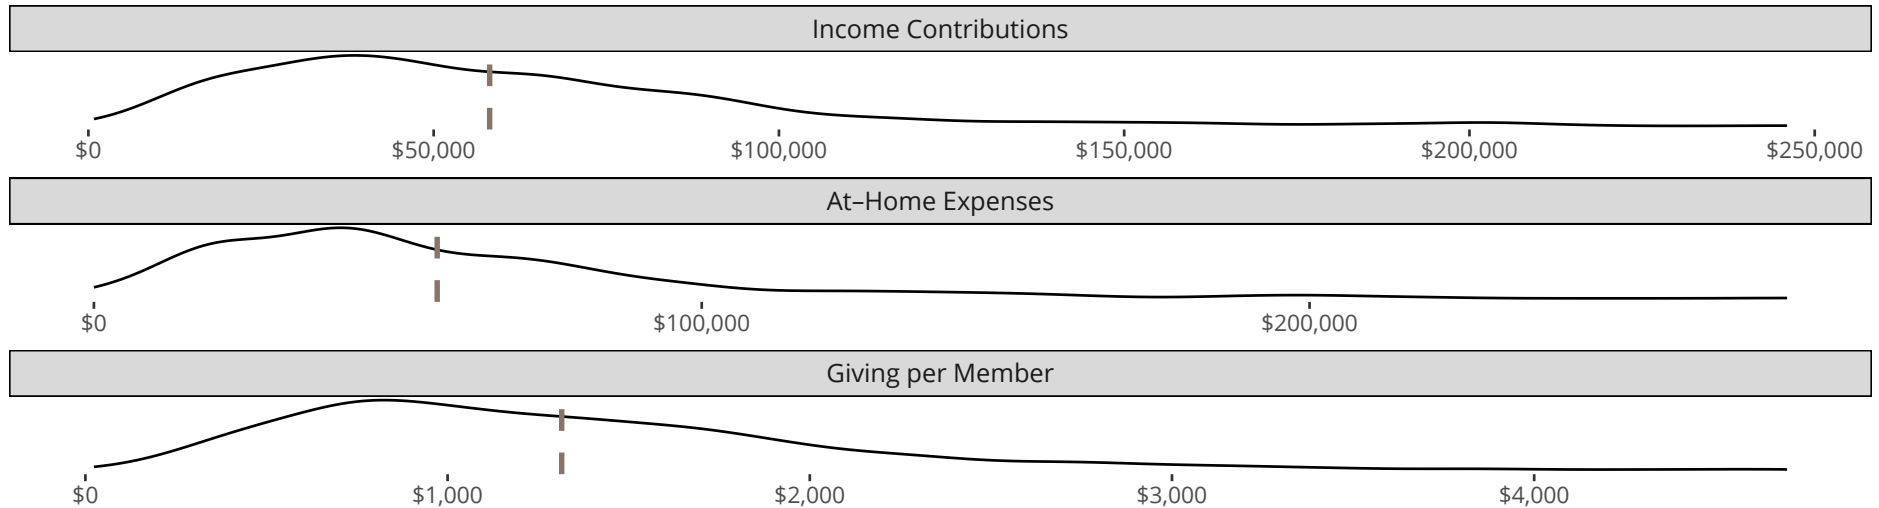 Income Contributions
$0 $50,000 $100,000 $150,000 $200,000 $250,000
At–Home Expenses
$0 $100,000 $200,000
Giving per Member
$0 $1,000 $2,000 $3,000 $4,000